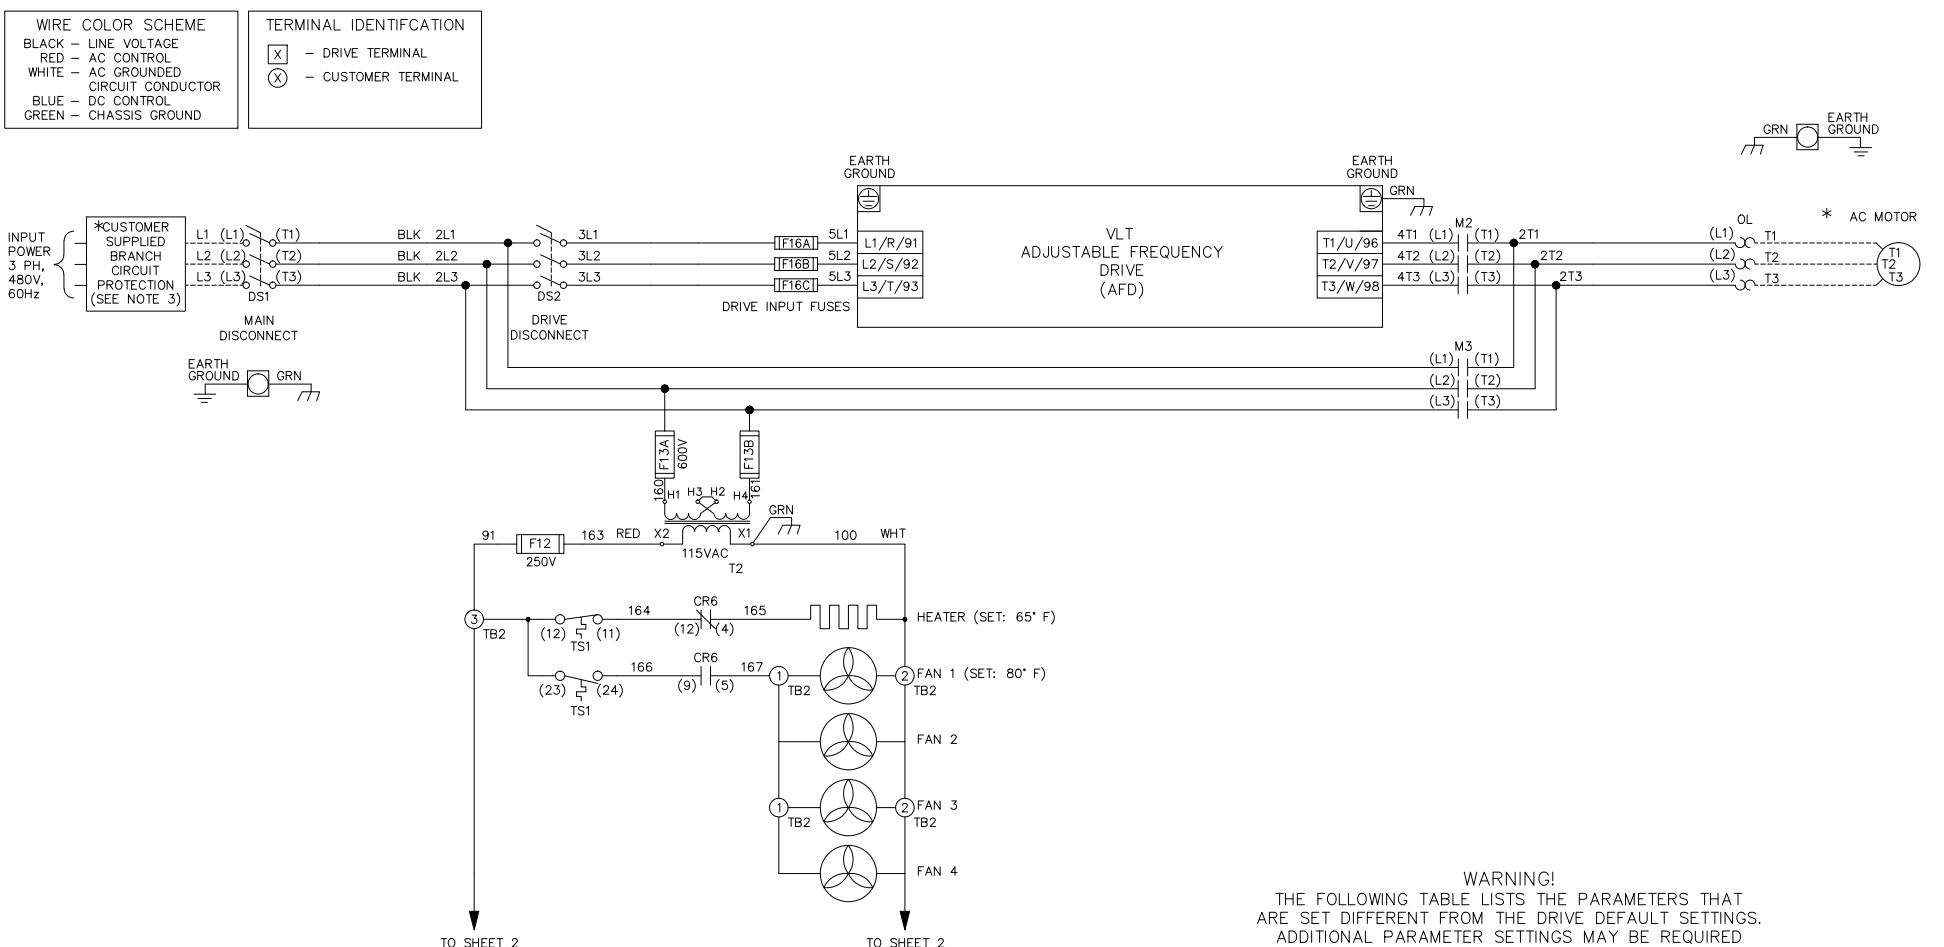 WIRE COLOR SCHEME
BLACK – LINE VOLTAGE
RED – AC CONTROL
WHITE – AC GROUNDED
CIRCUIT CONDUCTOR
BLUE – DC CONTROL
GREEN – CHASSIS GROUND
TERMINAL IDENTIFCATION
X – DRIVE TERMINAL
X – CUSTOMER TERMINAL
GRN
EARTH
GROUND
INPUT
POWER
3 PH,
480V,
60Hz
*CUSTOMER
SUPPLIED
BRANCH
CIRCUIT
PROTECTION
(SEE NOTE 3)
L1 (L1) (T1) BLK 2L1 3L1 F16A 5L1 L1/R/91
L2 (L2) (T2) BLK 2L2 3L2 F16B 5L2 L2/S/92
L3 (L3) (T3) BLK 2L3 3L3 F16C 5L3 L3/T/93
DS1
MAIN
DISCONNECT
DS2
DRIVE
DISCONNECT
DRIVE INPUT FUSES
EARTH
GROUND
VLT
ADJUSTABLE FREQUENCY
DRIVE
(AFD)
EARTH
GROUND
GRN
M2
T1/U/96 4T1 (L1) (T1) 2T1
T2/V/97 4T2 (L2) (T2) 2T2
T3/W/98 4T3 (L3) (T3) 2T3
OL
(L1) T1
(L2) T2
(L3) T3
* AC MOTOR
T1
T2
T3
M3
(L1) (T1)
(L2) (T2)
(L3) (T3)
EARTH
GROUND GRN
F13A
600V
F13B
160 H1 H3 H2 H4 161
GRN
91 F12 163 RED X2 X1 100 WHT
250V
115VAC
T2
3
TB2
(12) (11)
TS1
164
CR6
(12) (4)
165
HEATER (SET: 65° F)
(23) (24)
TS1
166
CR6
(9) (5)
167
1
TB2
2
TB2
FAN 1 (SET: 80° F)
FAN 2
1
TB2
2
TB2
FAN 3
FAN 4
TO SHEET 2
TO SHEET 2
WARNING!
THE FOLLOWING TABLE LISTS THE PARAMETERS THAT
ARE SET DIFFERENT FROM THE DRIVE DEFAULT SETTINGS.
ADDITIONAL PARAMETER SETTINGS MAY BE REQUIRED